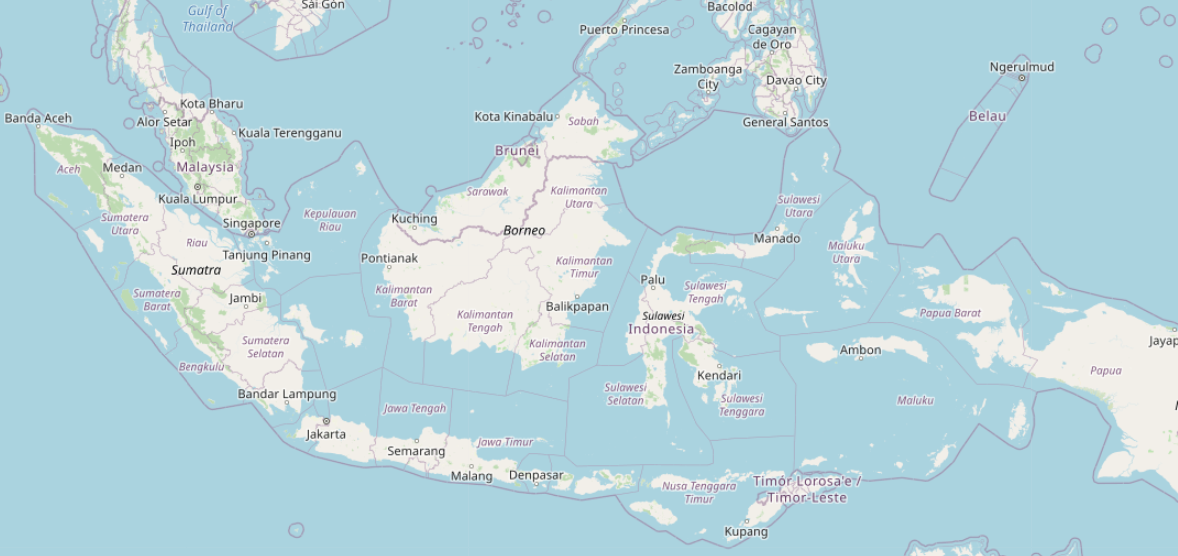 Sài Gòn
Gulf of
Thailand
Bacolod
Puerto Princesa
Cagayan
de Oro
Zamboanga
City
Davao City
Ngerulmud
General Santos
Belau
Banda Aceh
Kota Bharu
Alor Setar
Kuala Terengganu
Ipoh
Kota Kinabalu
Sabah
Brunei
Aceh
Medan
Malaysia
Kuala Lumpur
Sarawak
Kalimantan
Utara
Sumatera
Utara
Singapore
Kepulauan
Riau
Kuching
Borneo
Sulawesi
Utara
Manado
Riau
Tanjung Pinang
Sumatra
Pontianak
Kalimantan
Timur
Maluku
Utara
Palu
Sumatera
Barat
Jambi
Kalimantan
Barat
Balikpapan
Sulawesi
Tengah
Kalimantan
Tengah
Sulawesi
Indonesia
Papua Barat
Sumatera
Selatan
Kalimantan
Selatan
Jayap
Bengkulu
Ambon
Kendari
Papua
Bandar Lampung
Sulawesi
Selatan
Sulawesi
Tenggara
Maluku
Jawa Tengah
Jakarta
Semarang
Jawa Timur
Malang
Denpasar
Nusa Tenggara
Timur
Timór Lorosa'e /
Timor-Leste
Kupang